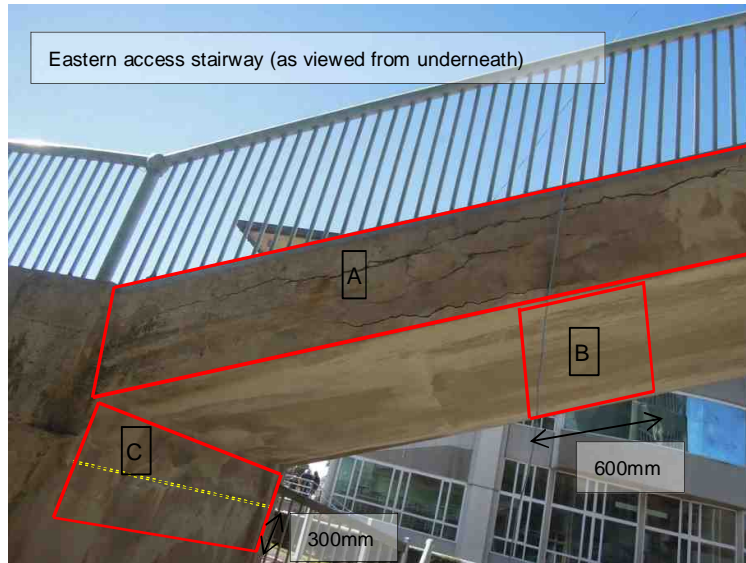 Eastern access stairway (as viewed from underneath)
A
B
C
600mm
300mm